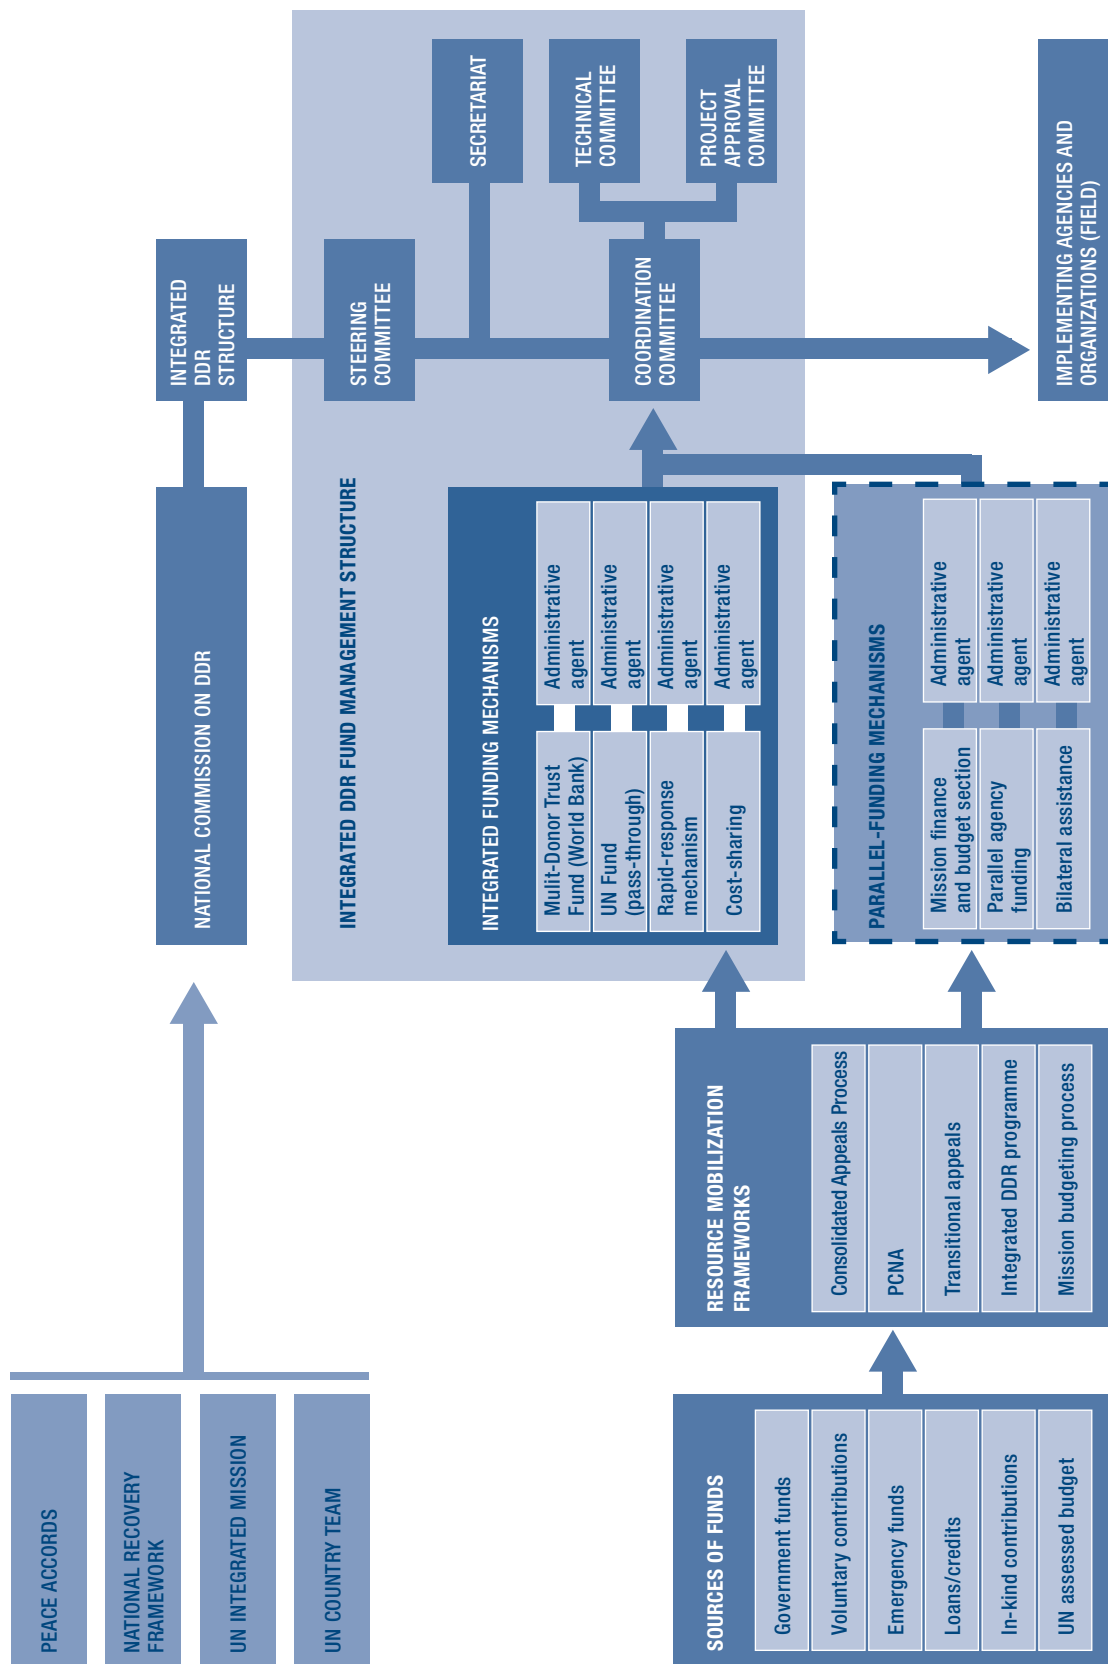 PEACE ACCORDS
NATIONAL RECOVERY
FRAMEWORK
UN INTEGRATED MISSION
UN COUNTRY TEAM
NATIONAL COMMISSION ON DDR
INTEGRATED
DDR
STRUCTURE
INTEGRATED DDR FUND MANAGEMENT STRUCTURE
STEERING
COMMITTEE
SECRETARIAT
TECHNICAL
COMMITTEE
PROJECT
APPROVAL
COMMITTEE
COORDINATION
COMMITTEE
INTEGRATED FUNDING MECHANISMS
Mulit-Donor Trust
Fund (World Bank)
Administrative
agent
UN Fund
(pass-through)
Administrative
agent
Rapid-response
mechanism
Administrative
agent
Cost-sharing
Administrative
agent
SOURCES OF FUNDS
Government funds
Voluntary contributions
Emergency funds
Loans/credits
In-kind contributions
UN assessed budget
RESOURCE MOBILIZATION
FRAMEWORKS
Consolidated Appeals Process
PCNA
Transitional appeals
Integrated DDR programme
Mission budgeting process
PARALLEL-FUNDING MECHANISMS
Mission finance
and budget section
Administrative
agent
Parallel agency
funding
Administrative
agent
Bilateral assistance
Administrative
agent
IMPLEMENTING AGENCIES AND
ORGANIZATIONS (FIELD)